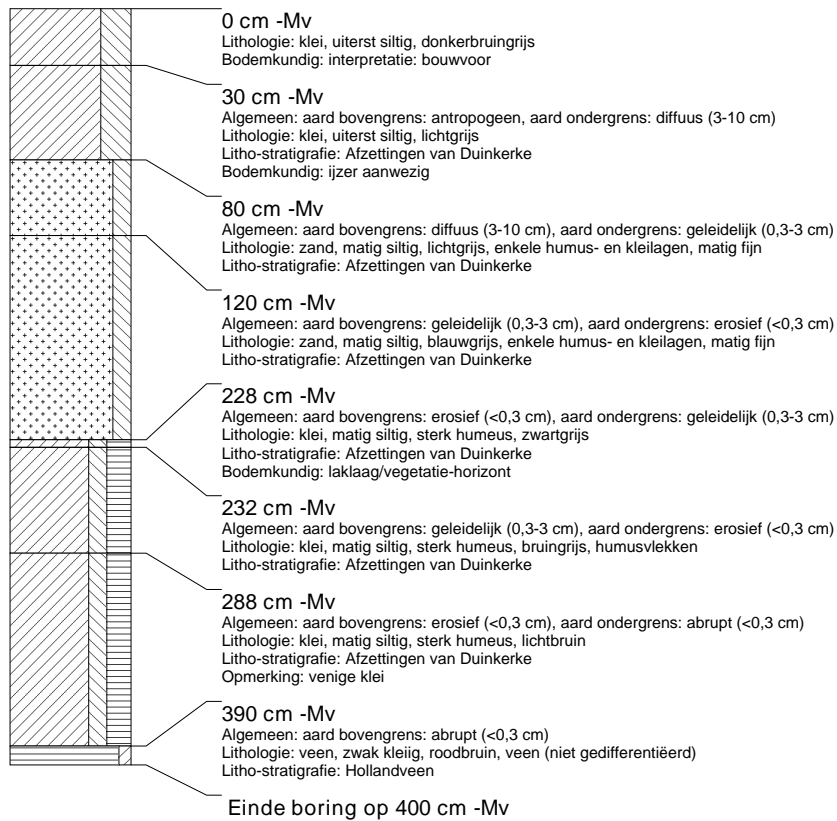 0 cm -Mv
Lithologie: klei, uiterst siltig, donkerbruingrijs
Bodemkundig: interpretatie: bouwvoor
30 cm -Mv
Algemeen: aard bovengrens: antropogeen, aard ondergrens: diffuus (3-10 cm)
Lithologie: klei, uiterst siltig, lichtgrijs
Litho-stratigrafie: Afzettingen van Duinkerke
Bodemkundig: ijzer aanwezig
80 cm -Mv
Algemeen: aard bovengrens: diffuus (3-10 cm), aard ondergrens: geleidelijk (0,3-3 cm)
Lithologie: zand, matig siltig, lichtgrijs, enkele humus- en kleilagen, matig fijn
Litho-stratigrafie: Afzettingen van Duinkerke
120 cm -Mv
Algemeen: aard bovengrens: geleidelijk (0,3-3 cm), aard ondergrens: erosief (<0,3 cm)
Lithologie: zand, matig siltig, blauwgrijs, enkele humus- en kleilagen, matig fijn
Litho-stratigrafie: Afzettingen van Duinkerke
228 cm -Mv
Algemeen: aard bovengrens: erosief (<0,3 cm), aard ondergrens: geleidelijk (0,3-3 cm)
Lithologie: klei, matig siltig, sterk humeus, zwartgrijs
Litho-stratigrafie: Afzettingen van Duinkerke
Bodemkundig: laklaag/vegetatie-horizont
232 cm -Mv
Algemeen: aard bovengrens: geleidelijk (0,3-3 cm), aard ondergrens: erosief (<0,3 cm)
Lithologie: klei, matig siltig, sterk humeus, bruingrijs, humusvlekken
Litho-stratigrafie: Afzettingen van Duinkerke
288 cm -Mv
Algemeen: aard bovengrens: erosief (<0,3 cm), aard ondergrens: abrupt (<0,3 cm)
Lithologie: klei, matig siltig, sterk humeus, lichtbruin
Litho-stratigrafie: Afzettingen van Duinkerke
Opmerking: venige klei
390 cm -Mv
Algemeen: aard bovengrens: abrupt (<0,3 cm)
Lithologie: veen, zwak kleiig, roodbruin, veen (niet gedifferentiëerd)
Litho-stratigrafie: Hollandveen
Einde boring op 400 cm -Mv